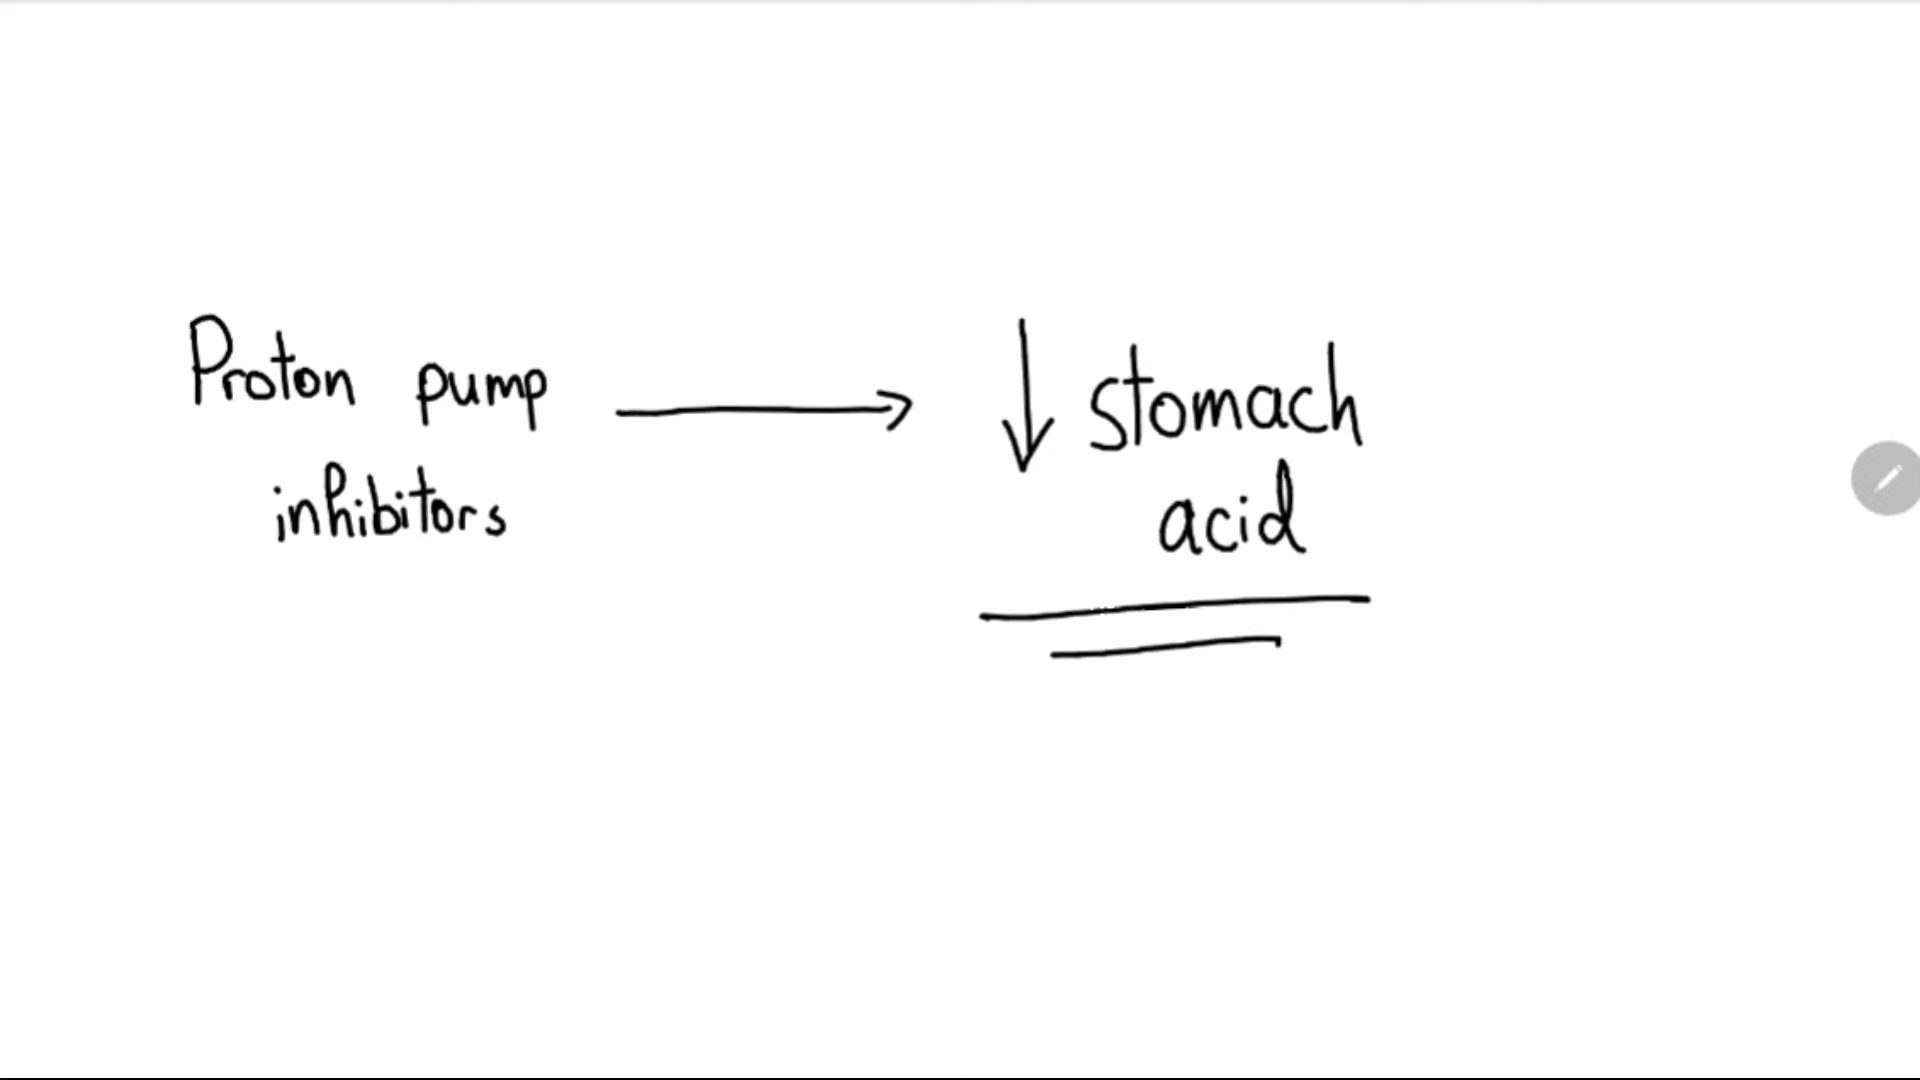 Proton pump
inhibitors
→
↓ stomach
acid